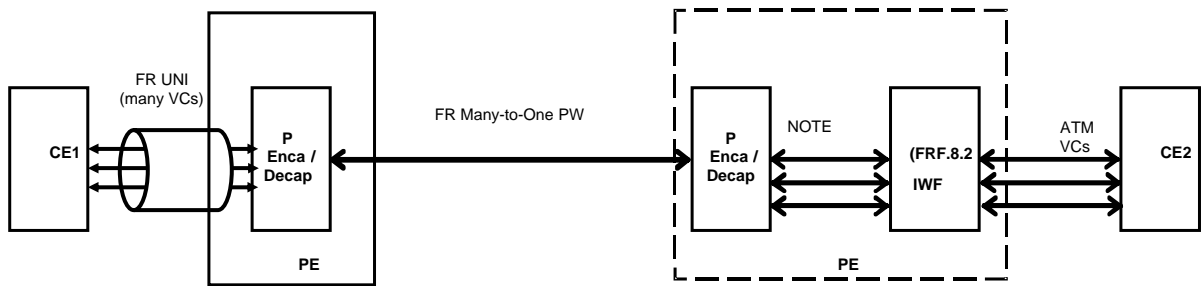 FR UNI
(many VCs)
CE1
P
Enca /
Decap
PE
FR Many-to-One PW
P
Enca /
Decap
NOTE
(FRF.8.2
IWF
PE
ATM
VCs
CE2